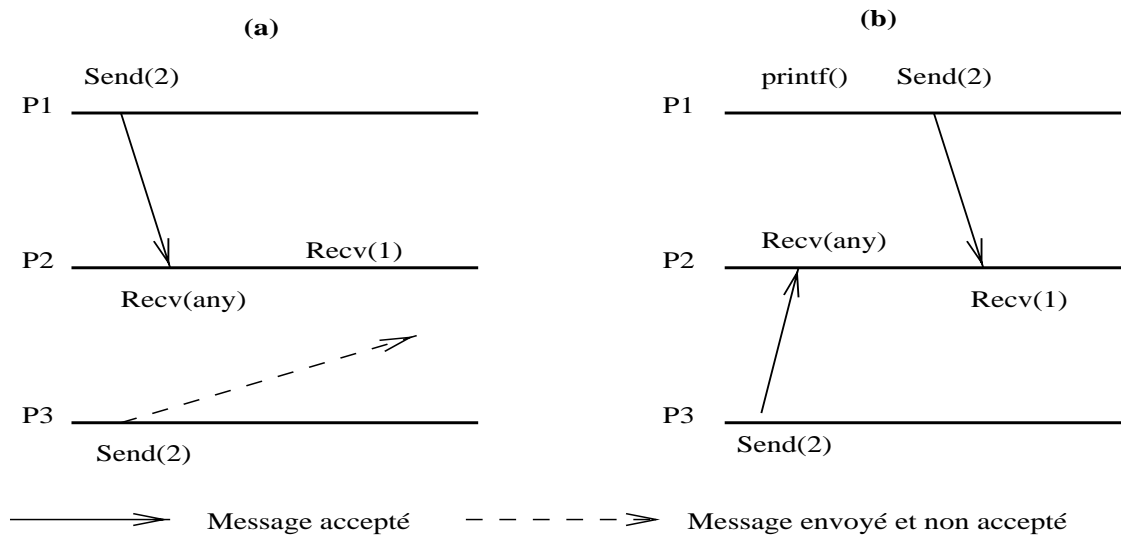 (a)
Send(2)
P1
P2
Recv(1)
Recv(any)
P3
Send(2)
(b)
printf() Send(2)
P1
Recv(any)
P2
Recv(1)
P3
Send(2)
Message accepté
Message envoyé et non accepté